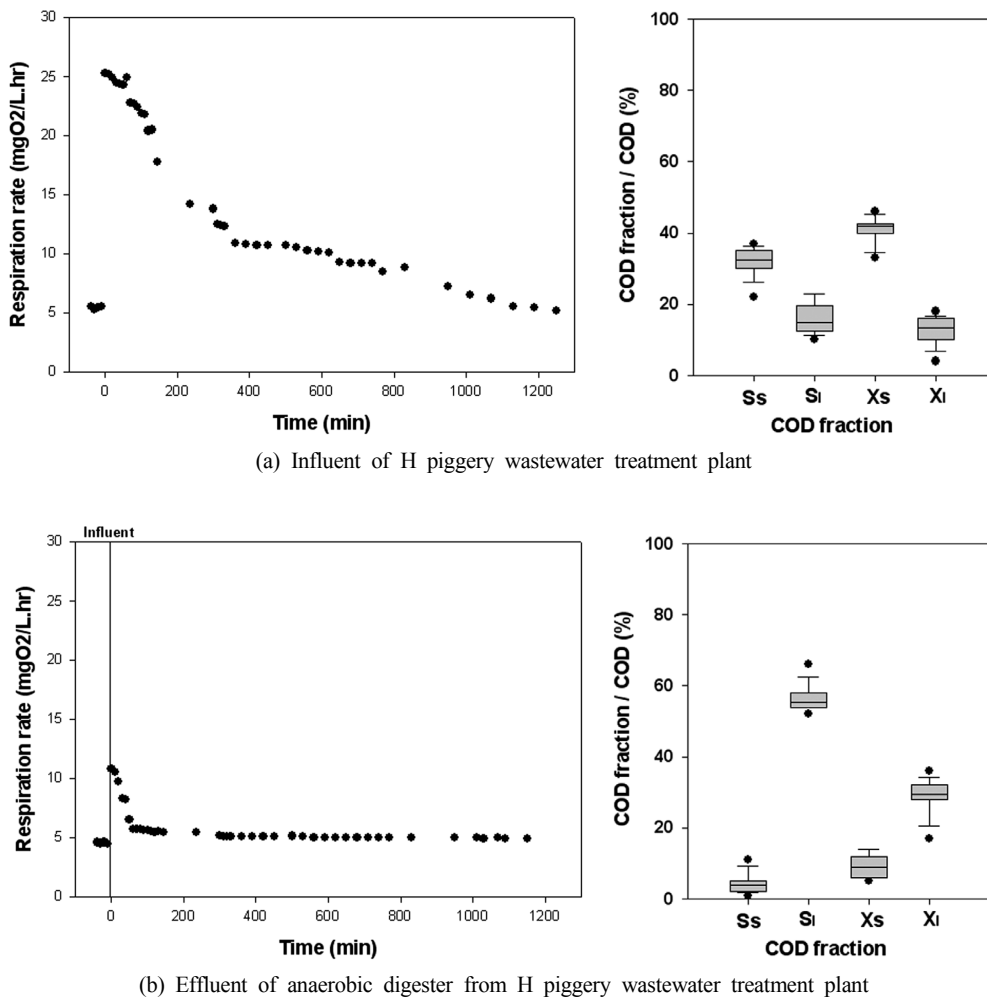 30
25
20
15
10
5
0
0 200 400 600 800 1000 1200
Respiration rate (mgO2/L.hr)
Time (min)
100
80
60
40
20
0
COD fraction / COD (%)
Ss SI Xs XI
COD fraction
(a) Influent of H piggery wastewater treatment plant
Influent
30
25
20
15
10
5
0
0 200 400 600 800 1000 1200
Respiration rate (mgO2/L.hr)
Time (min)
100
80
60
40
20
0
COD fraction / COD (%)
Ss SI Xs XI
COD fraction
(b) Effluent of anaerobic digester from H piggery wastewater treatment plant